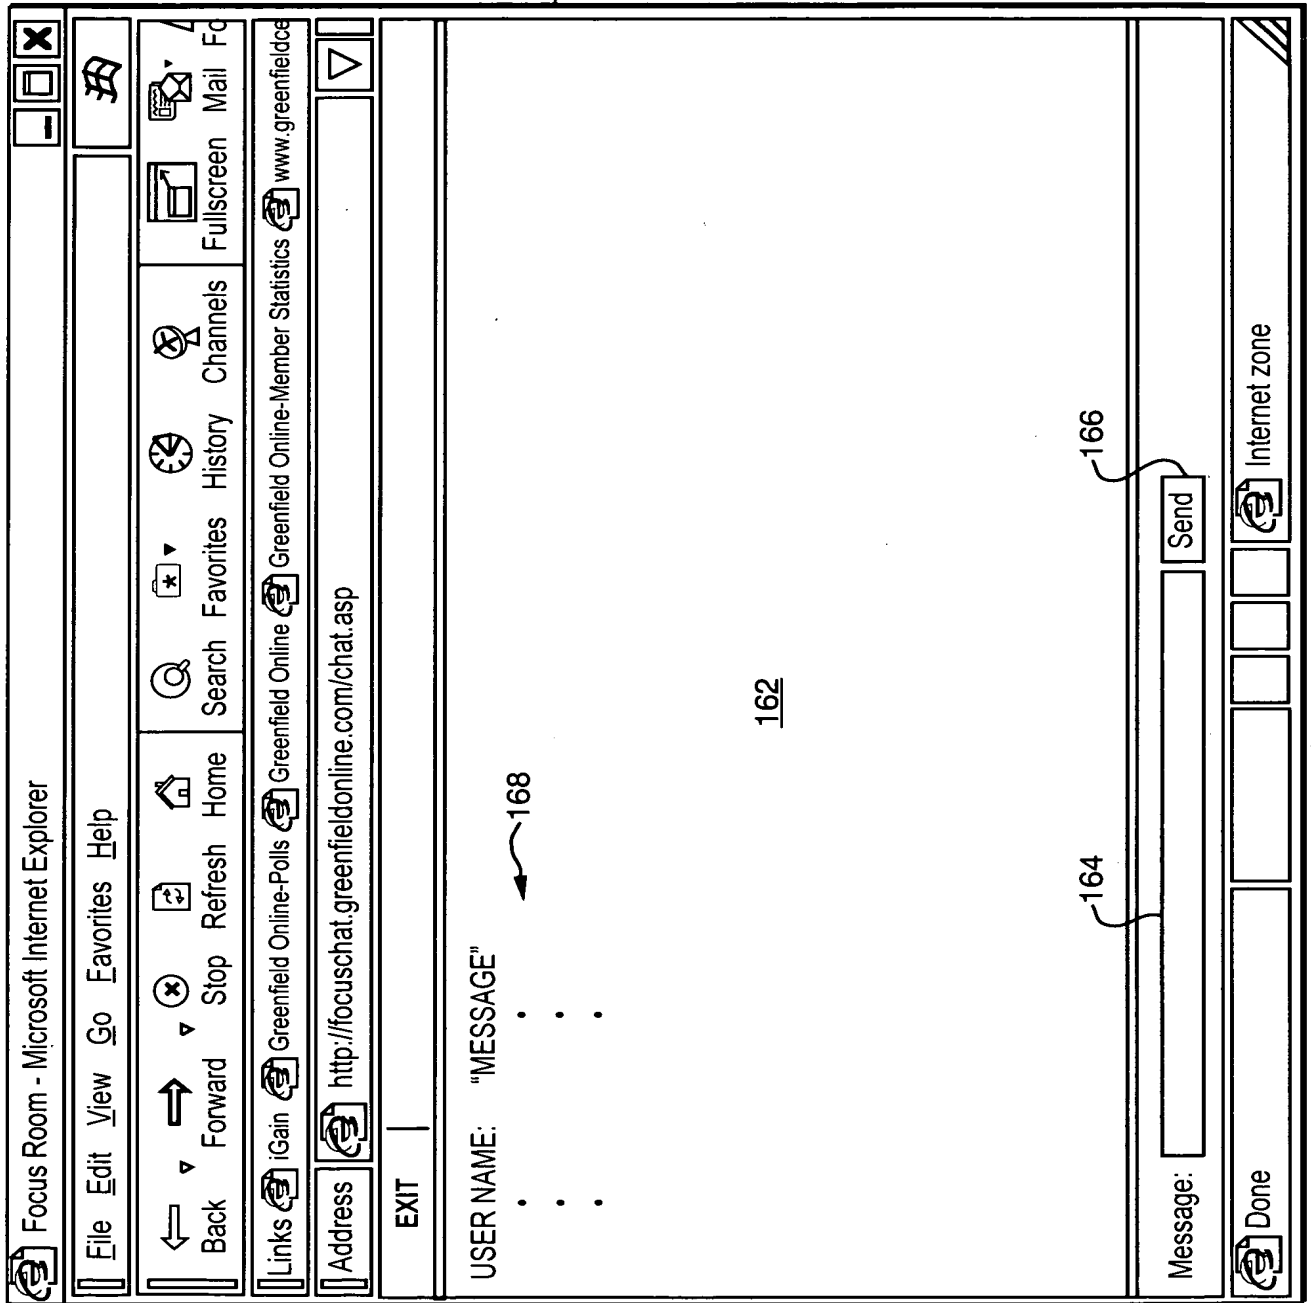 Focus Room - Microsoft Internet Explorer
File Edit View Go Favorites Help
Back Forward Stop Refresh Home Search Favorites History Channels Fullscreen Mail Fo
Links iGain Greenfield Online-Polls Greenfield Online Greenfield Online-Member Statistics www.greenfieldce
Address http://focuschat.greenfieldonline.com/chat.asp
EXIT
USER NAME: "MESSAGE"
168
162
164
166
Message: Send
Done Internet zone